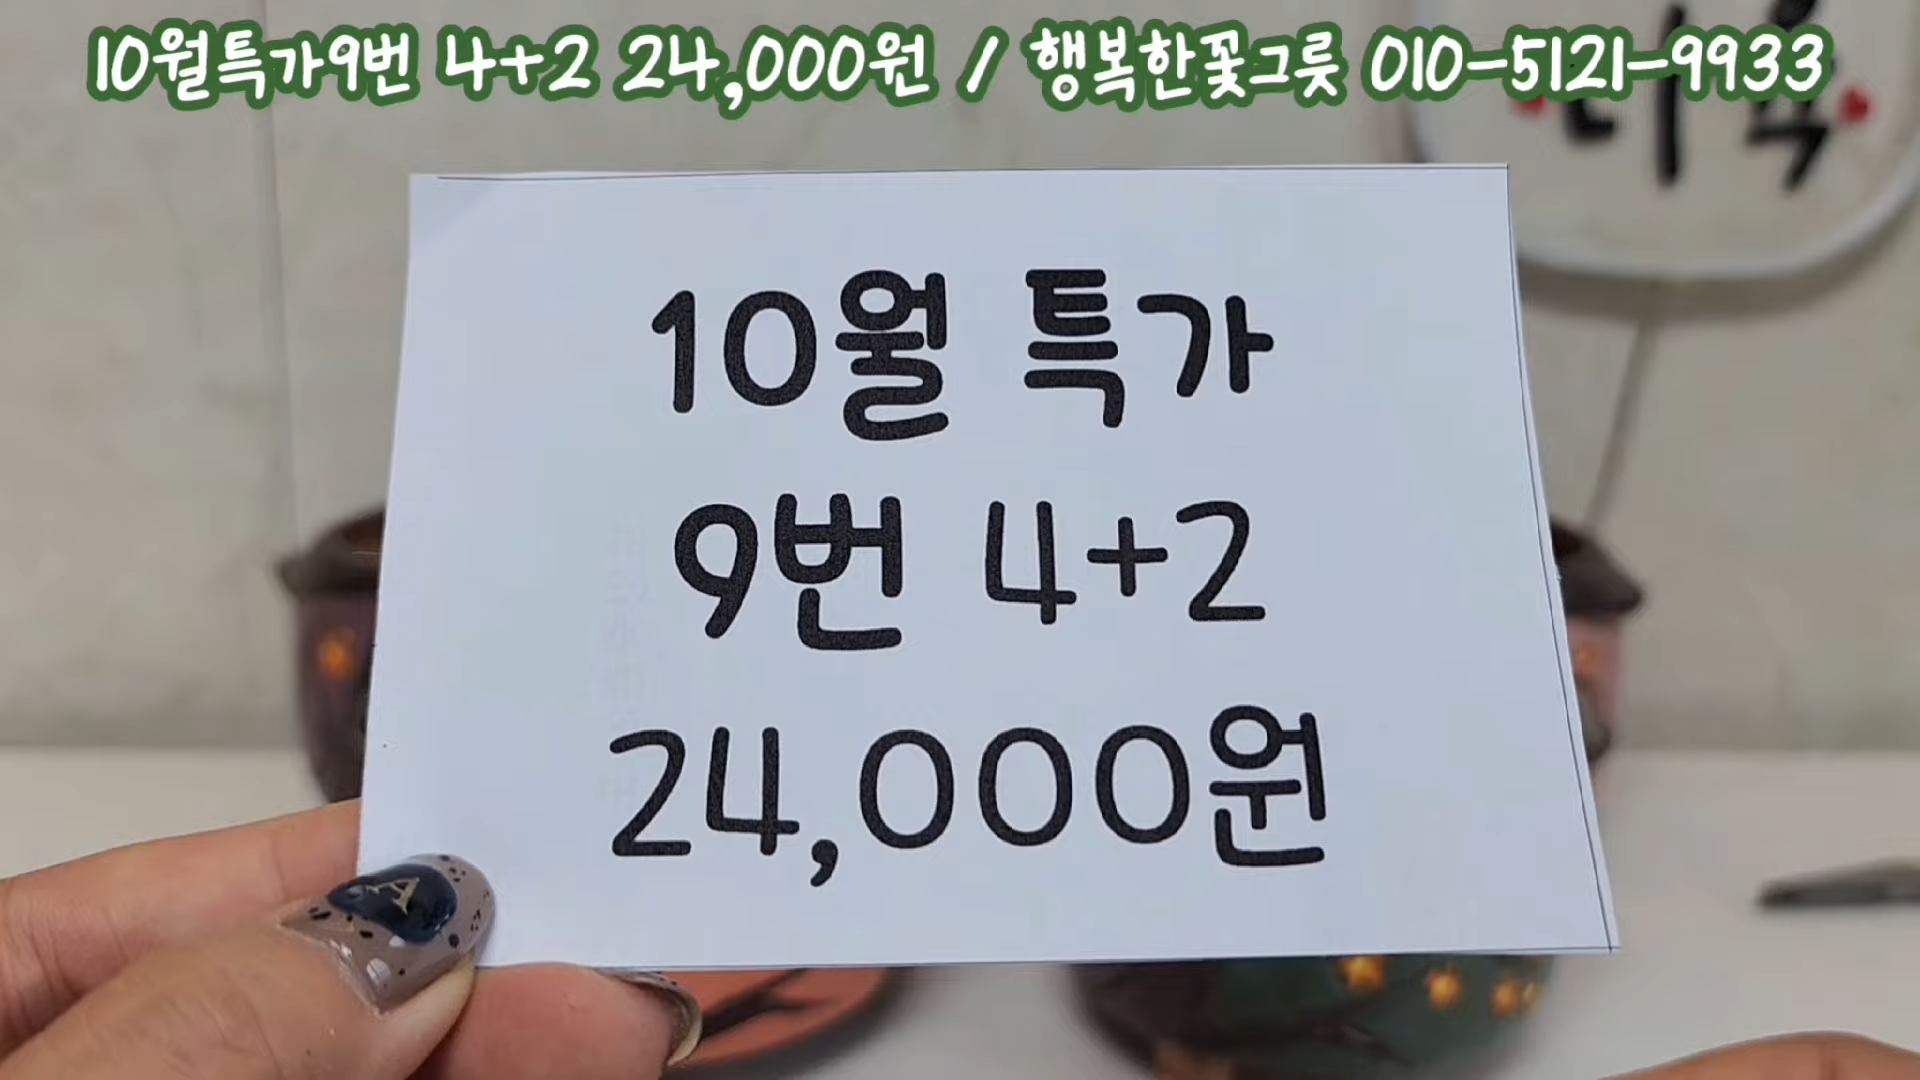 10월특가9번 4+2 24,000원 / 행복한꽃그릇 010-5121-9933
10월 특가
9번 4+2
24,000원
A